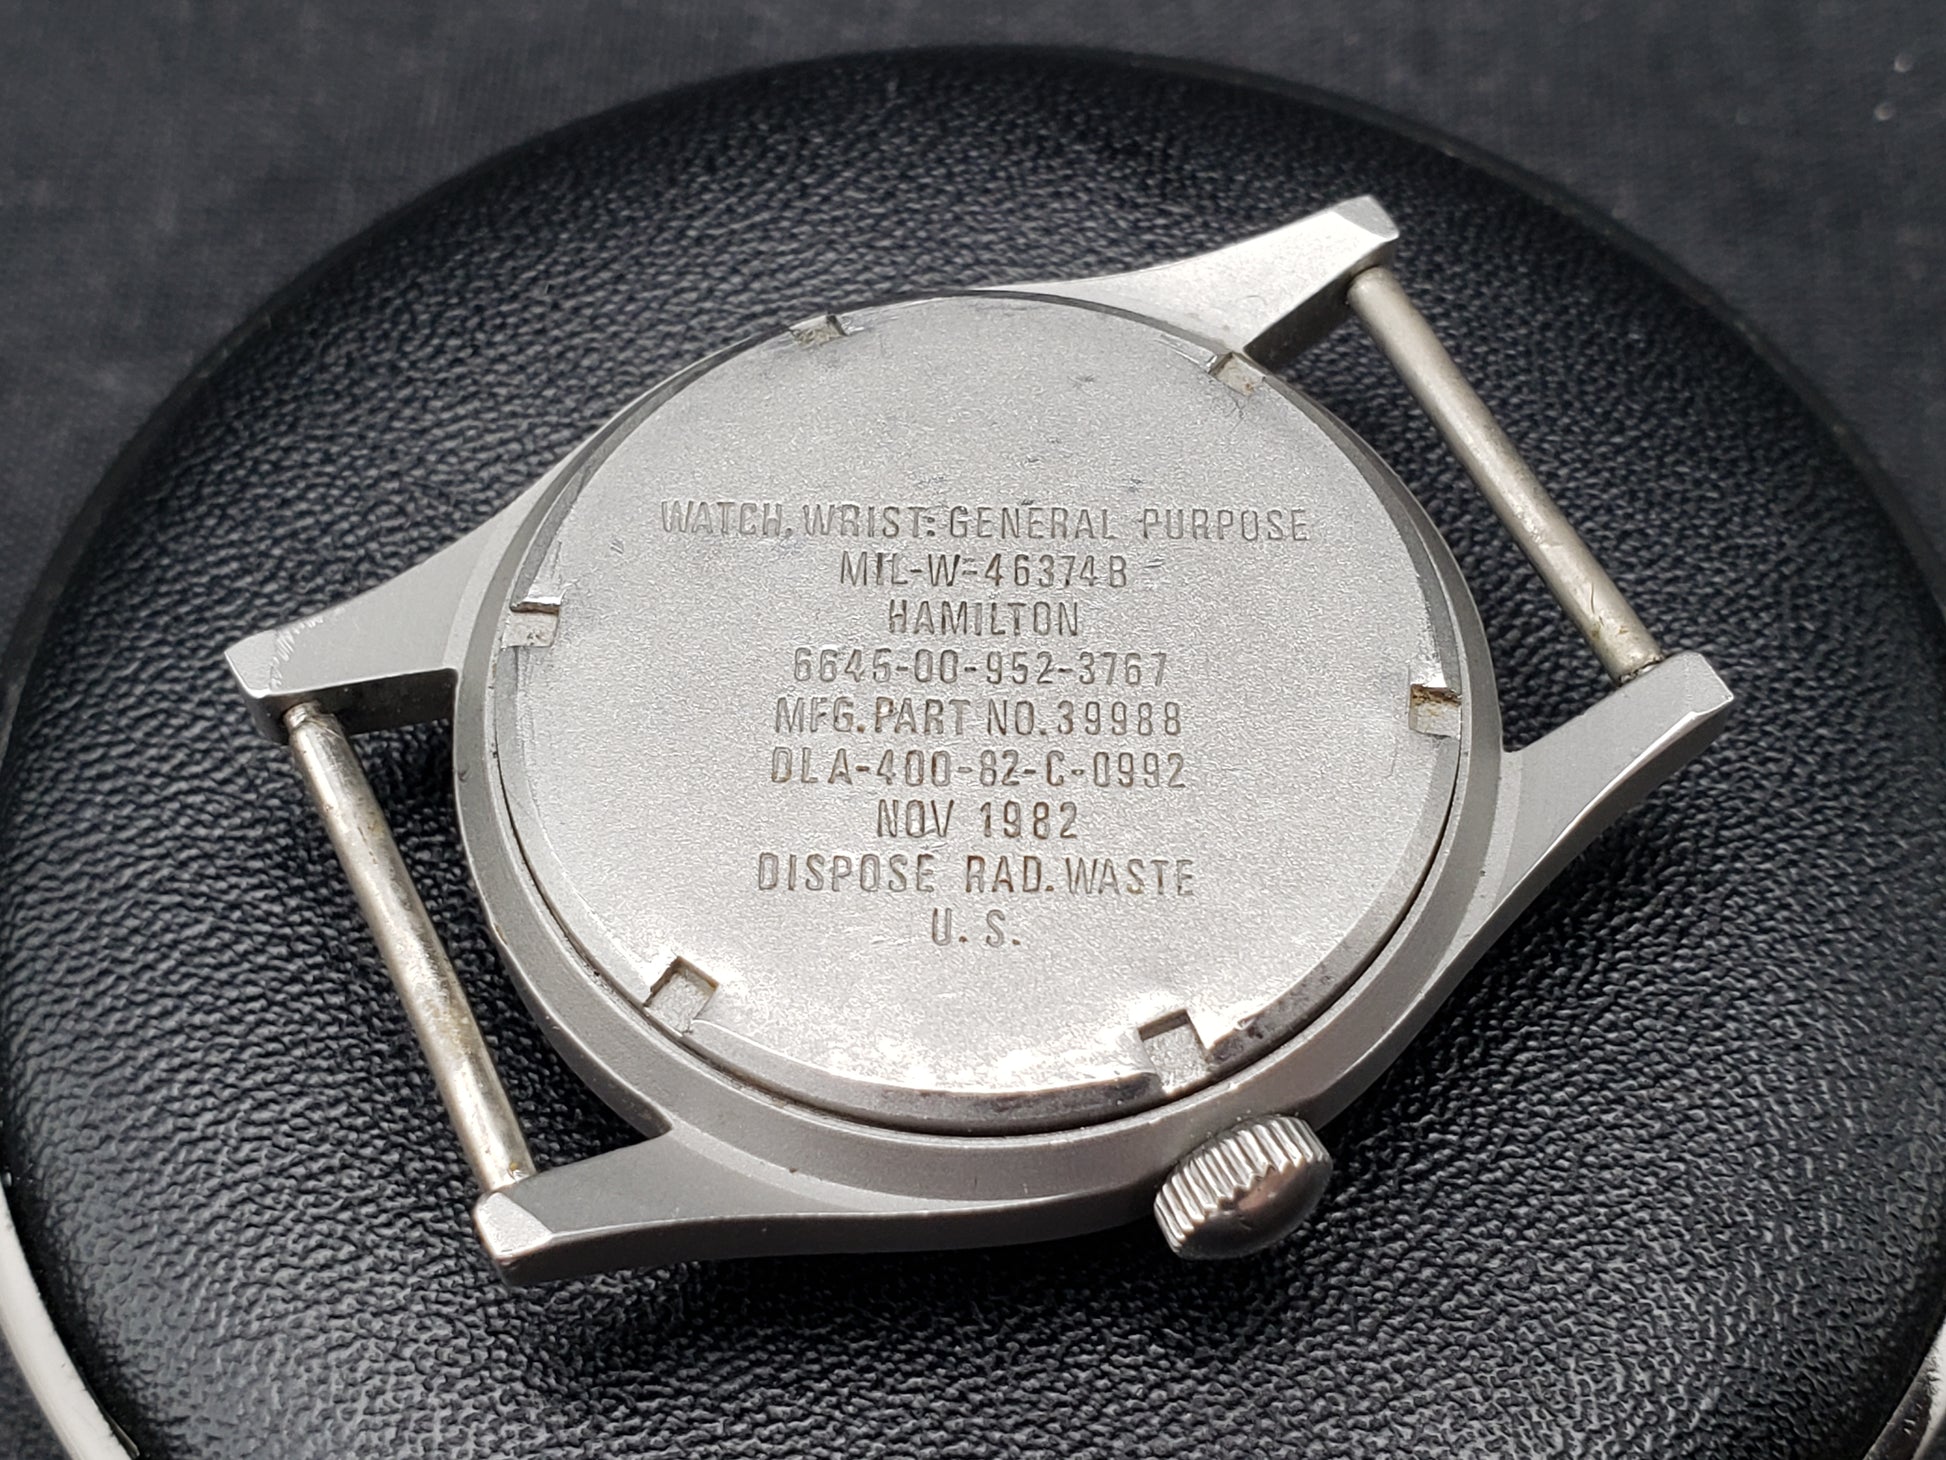 WATCH, WRIST: GENERAL PURPOSE
MIL-W-46374B
HAMILTON
6645-00-952-3767
MFG. PART NO. 39988
DLA-400-82-C-0992
NOV 1982
DISPOSE RAD. WASTE
U. S.